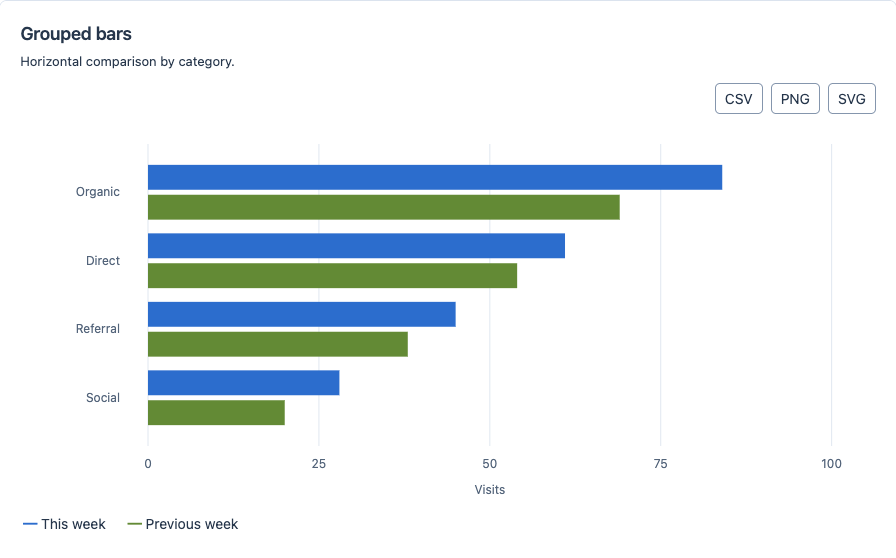 Grouped bars
Horizontal comparison by category.
CSV PNG SVG
Organic
Direct
Referral
Social
0 25 50 75 100
Visits
This week Previous week